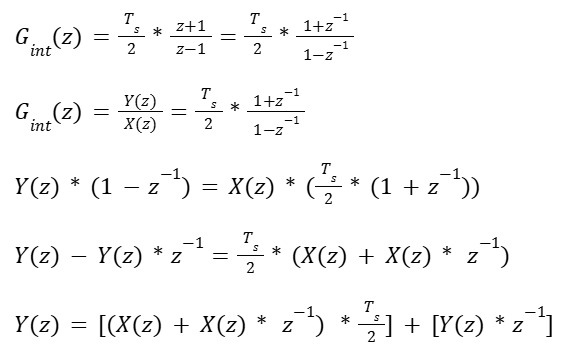 G_int(z) = T_s/2 * z+1/z−1 = T_s/2 * 1+z^−1/1−z^−1
G_int(z) = Y(z)/X(z) = T_s/2 * 1+z^−1/1−z^−1
Y(z) * (1 − z^−1) = X(z) * (T_s/2 * (1 + z^−1))
Y(z) − Y(z) * z^−1 = T_s/2 * (X(z) + X(z) * z^−1)
Y(z) = [(X(z) + X(z) * z^−1) * T_s/2] + [Y(z) * z^−1]